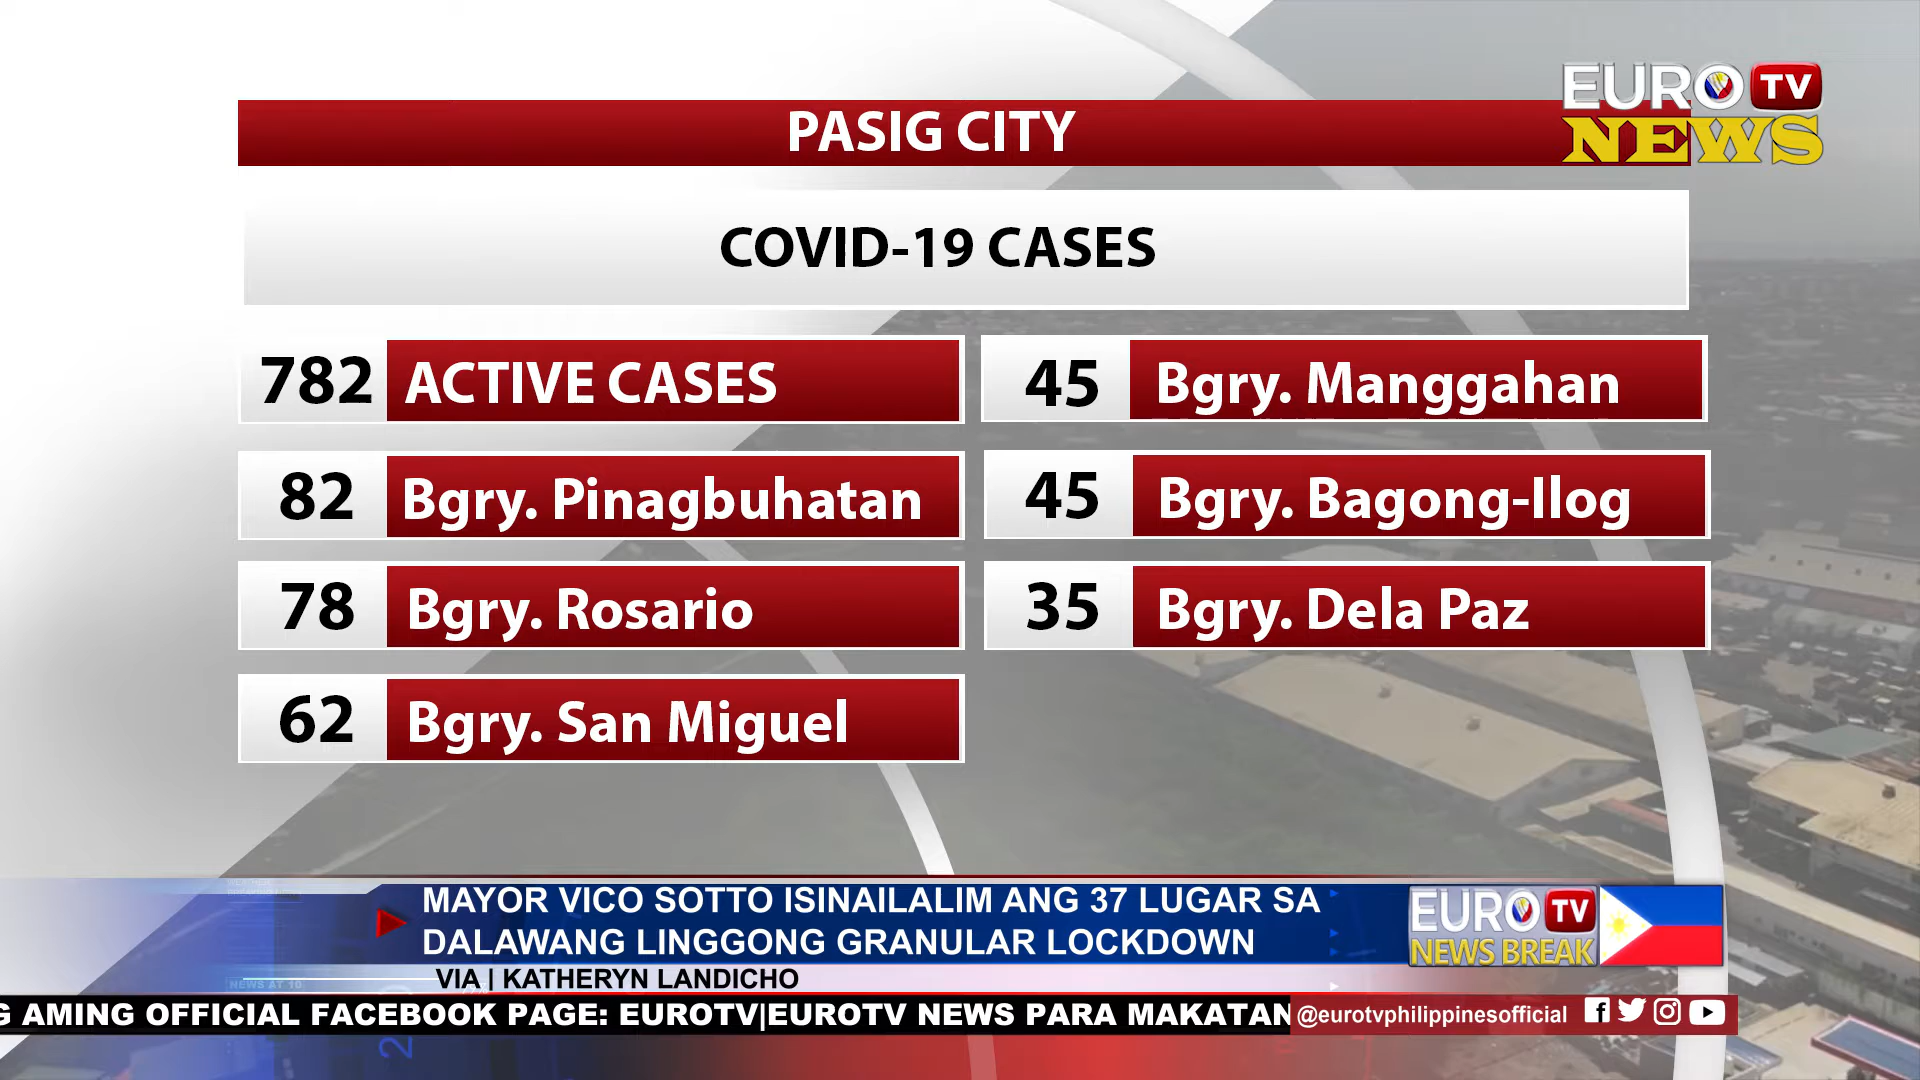 EURO TV
NEWS
PASIG CITY
COVID-19 CASES
782 ACTIVE CASES
82 Bgry. Pinagbuhatan
78 Bgry. Rosario
62 Bgry. San Miguel
45 Bgry. Manggahan
45 Bgry. Bagong-Ilog
35 Bgry. Dela Paz
MAYOR VICO SOTTO ISINAILALIM ANG 37 LUGAR SA
DALAWANG LINGGONG GRANULAR LOCKDOWN
VIA | KATHERYN LANDICHO
EURO TV
NEWS BREAK
NEWS AT 10
G AMING OFFICIAL FACEBOOK PAGE: EUROTV|EUROTV NEWS PARA MAKATAN
@eurotvphilippinesofficial